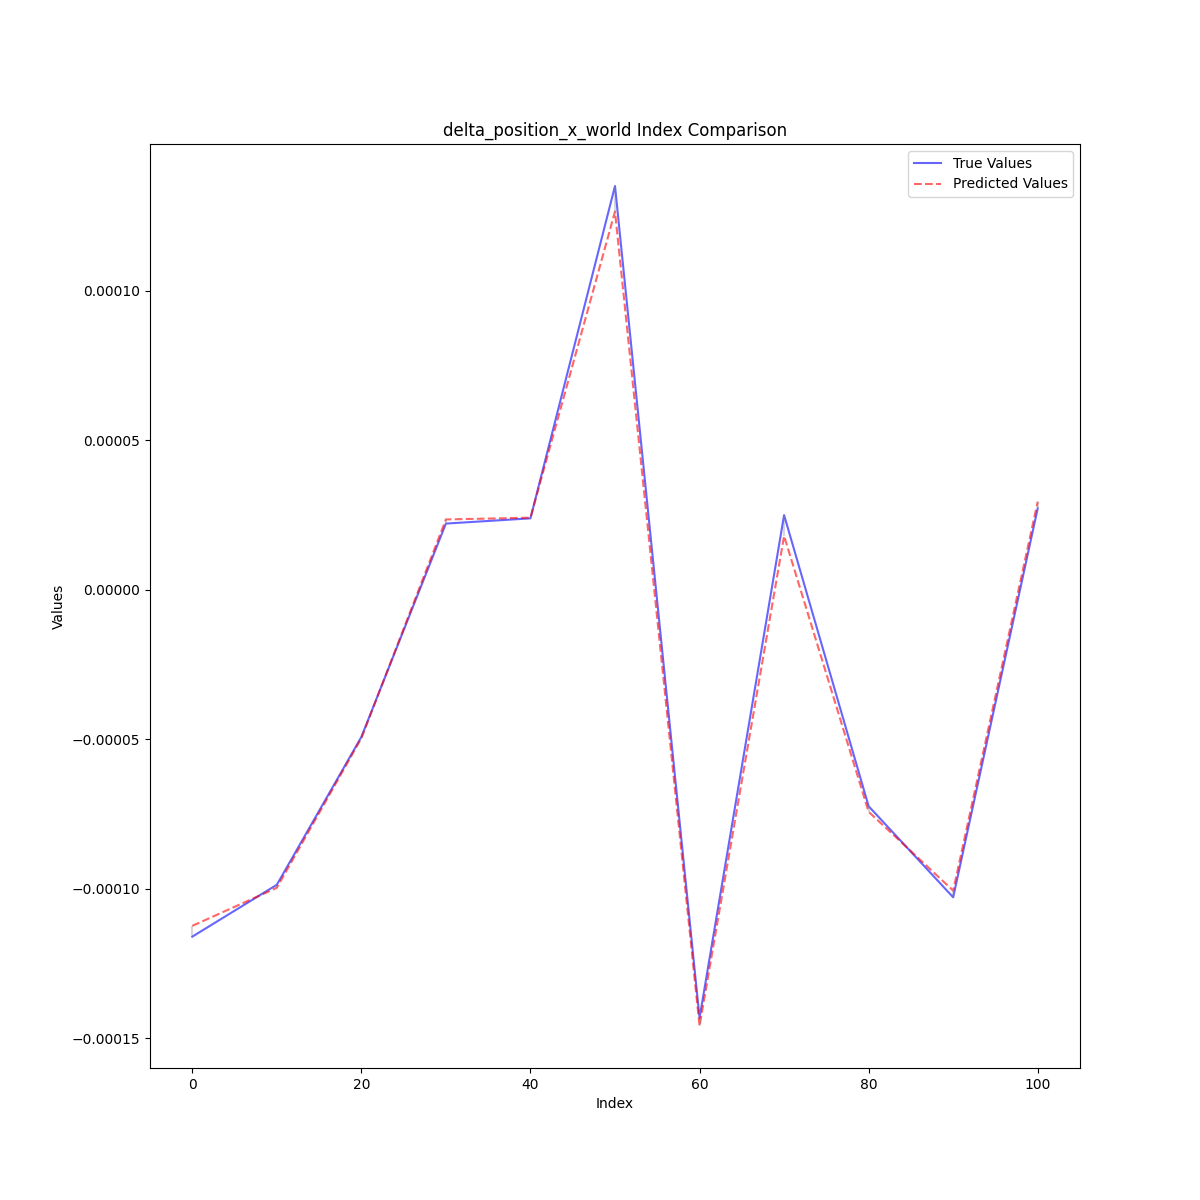 delta_position_x_world Index Comparison
True Values
Predicted Values
0.00010
0.00005
0.00000
−0.00005
−0.00010
−0.00015
Values
0 20 40 60 80 100
Index